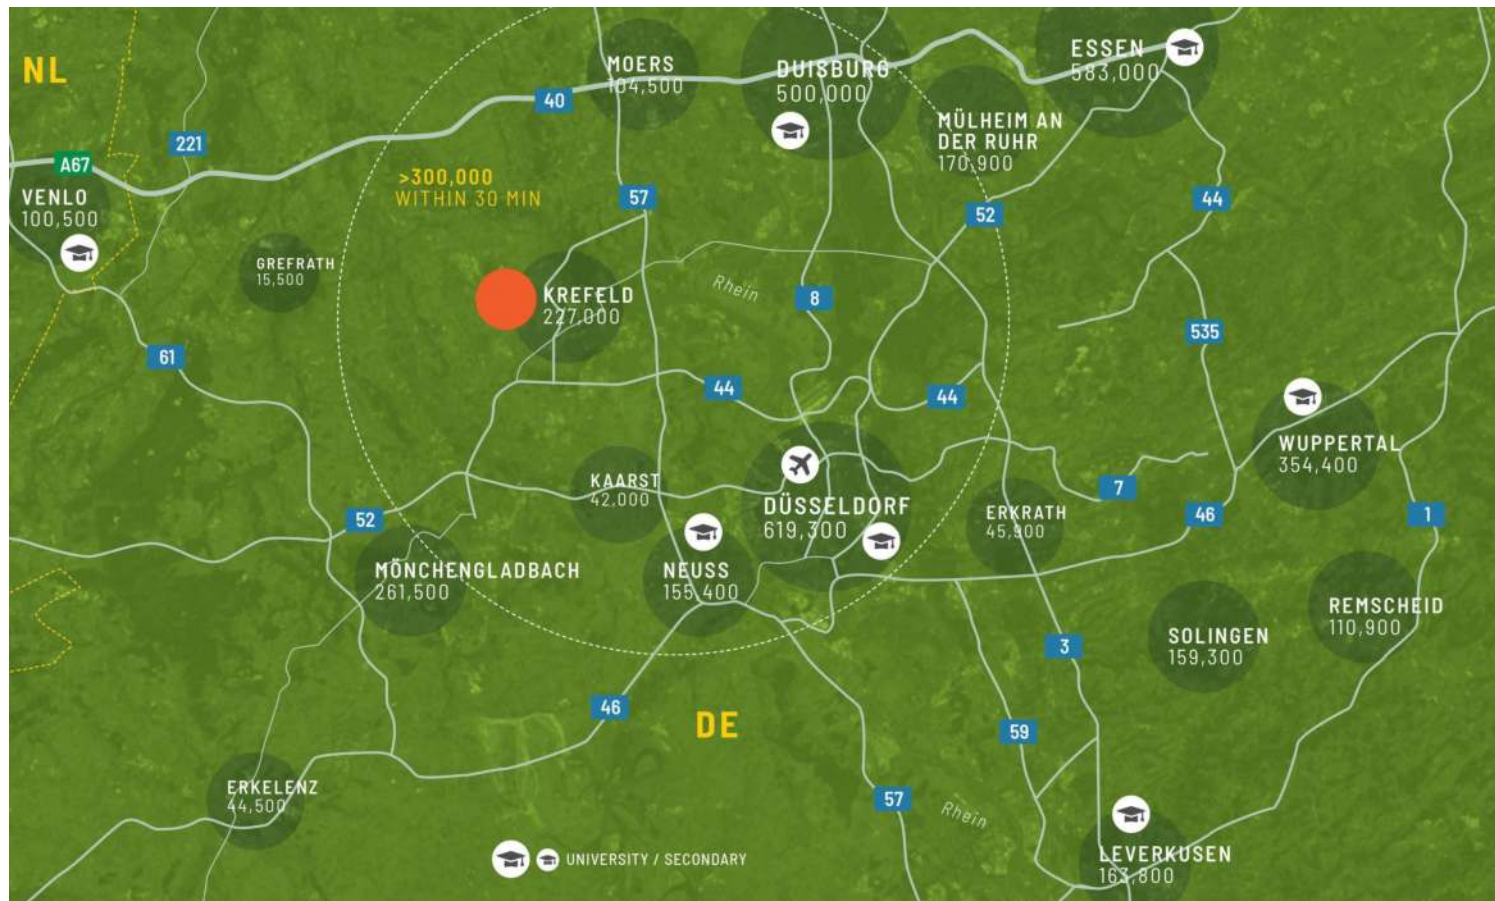 NL
MOERS
104,500
DUISBURG
500,000
ESSEN
583,000
40
MÜLHEIM AN
DER RUHR
170,900
221
A67
VENLO
100,500
>300,000
WITHIN 30 MIN
57
52
44
GREFRATH
15,500
KREFELD
227,000
Rhein
8
535
61
44
44
WUPPERTAL
354,400
KAARST
42,000
DÜSSELDORF
619,300
7
ERKRATH
45,900
46
1
52
MÖNCHENGLADBACH
261,500
NEUSS
155,400
REMSCHEID
110,900
SOLINGEN
159,300
3
46
DE
59
ERKELENZ
44,500
57
Rhein
UNIVERSITY / SECONDARY
LEVERKUSEN
163,800